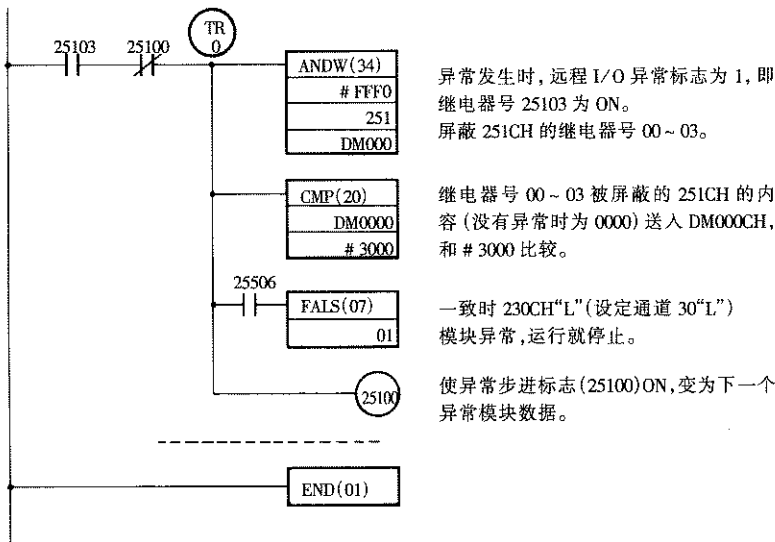 TR
0
25103
25100
ANDW(34)
# FFF0
251
DM000
异常发生时,远程 I/O 异常标志为 1,即
继电器号 25103 为 ON。
屏蔽 251CH 的继电器号 00~03。
CMP(20)
DM0000
# 3000
继电器号 00~03 被屏蔽的 251CH 的内
容(没有异常时为 0000)送入 DM000CH,
和 # 3000 比较。
25506
FALS(07)
01
一致时 230CH“L”(设定通道 30“L”)
模块异常,运行就停止。
25100
使异常步进标志(25100)ON,变为下一个
异常模块数据。
END(01)